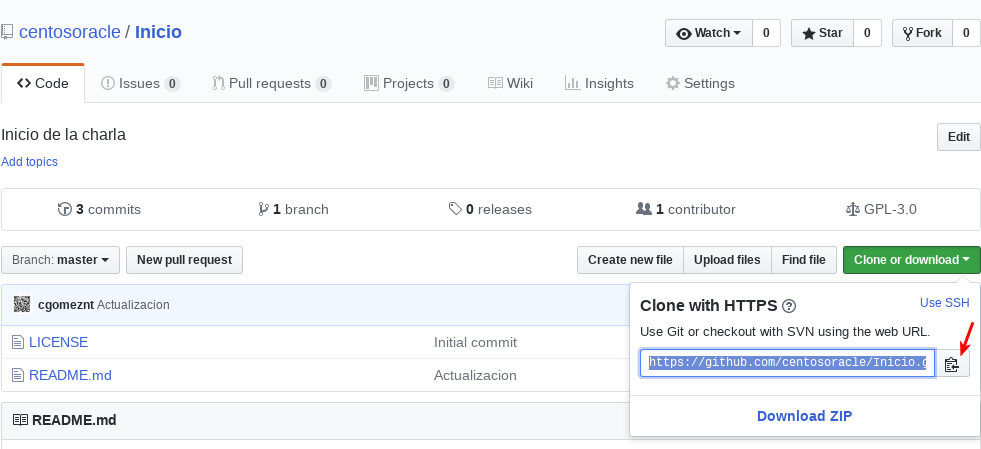 centosoracle / Inicio
Watch 0 Star 0 Fork 0
Code Issues 0 Pull requests 0 Projects 0 Wiki Insights Settings
Inicio de la charla
Edit
Add topics
3 commits 1 branch 0 releases 1 contributor GPL-3.0
Branch: master New pull request Create new file Upload files Find file Clone or download
cgomeznt Actualizacion
Clone with HTTPS ? Use SSH
Use Git or checkout with SVN using the web URL.
LICENSE Initial commit
https://github.com/centosoracle/Inicio.g
README.md Actualizacion
Download ZIP
README.md